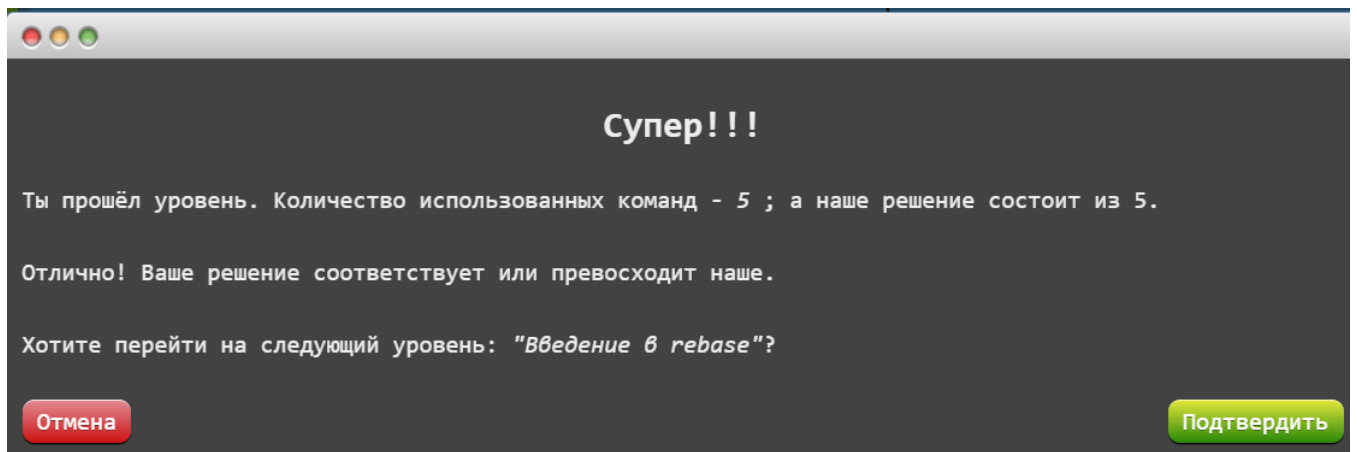 Супер!!!
Ты прошёл уровень. Количество использованных команд - 5 ; а наше решение состоит из 5.
Отлично! Ваше решение соответствует или превосходит наше.
Хотите перейти на следующий уровень: "Введение в rebase"?
Отмена
Подтвердить